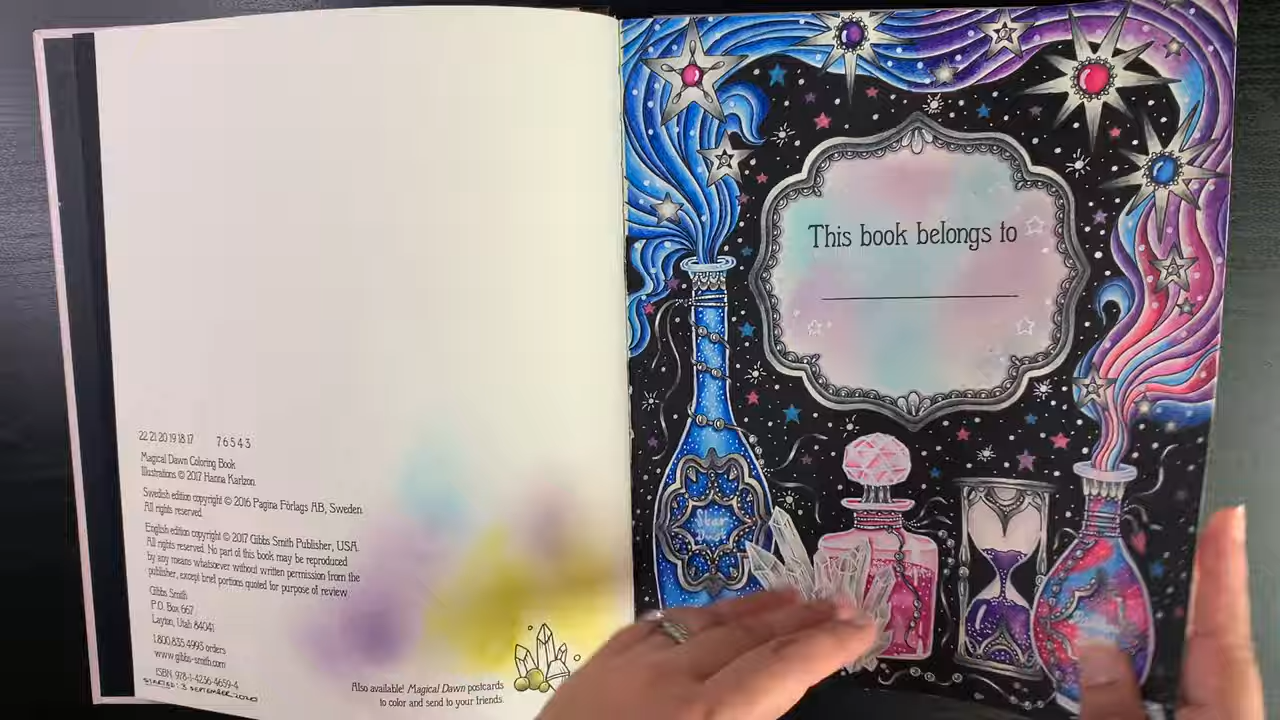 22 21 20 19 18 17 7 6 5 4 3
Magical Dawn Coloring Book
Illustrations © 2017 Hanna Karlzon.
Swedish edition copyright © 2016 Pagina Förlags AB, Sweden.
All rights reserved.
English edition copyright © 2017 Gibbs Smith Publisher, USA.
All rights reserved. No part of this book may be reproduced
by any means whatsoever without written permission from the
publisher, except brief portions quoted for purpose of review.
Gibbs Smith
P.O. Box 667
Layton, Utah 84041
1.800.835.4993 orders
www.gibbs-smith.com
ISBN: 978-1-4236-4659-4
STARTED: 3 SEPTEMBER 2020
Also available! Magical Dawn postcards
to color and send to your friends.
This book belongs to